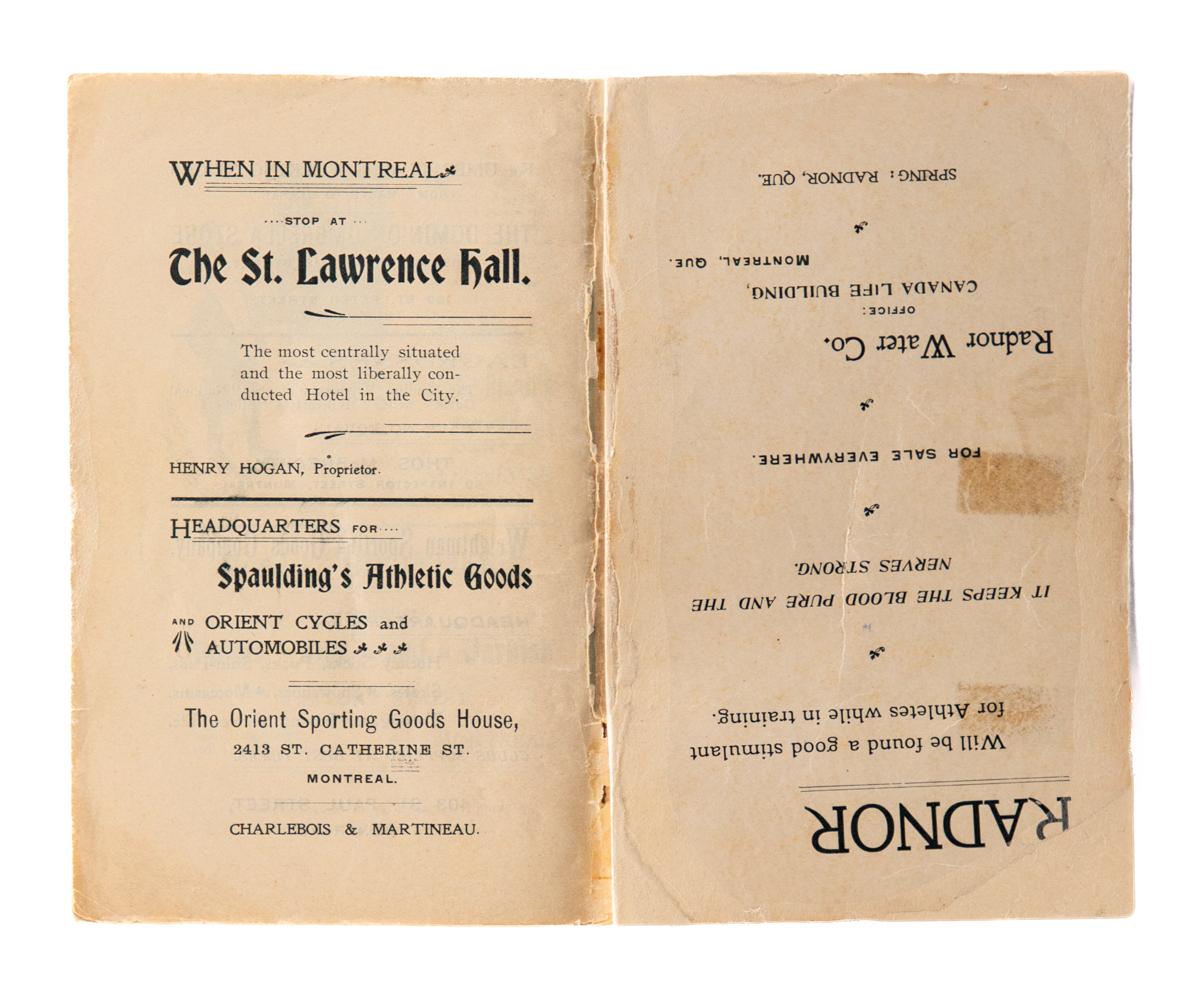 WHEN IN MONTREAL
STOP AT
The St. Lawrence Hall.
The most centrally situated
and the most liberally con-
ducted Hotel in the City.
HENRY HOGAN, Proprietor.
HEADQUARTERS FOR....
Spaulding's Athletic Goods
AND ORIENT CYCLES and
AUTOMOBILES
The Orient Sporting Goods House,
2413 ST. CATHERINE ST.
MONTREAL.
CHARLEBOIS & MARTINEAU.
RADNOR
Will be found a good stimulant
for Athletes while in training.
IT KEEPS THE BLOOD PURE AND THE
NERVES STRONG.
FOR SALE EVERYWHERE.
Radnor Water Co.
OFFICE:
CANADA LIFE BUILDING,
MONTREAL, QUE.
SPRING: RADNOR, QUE.